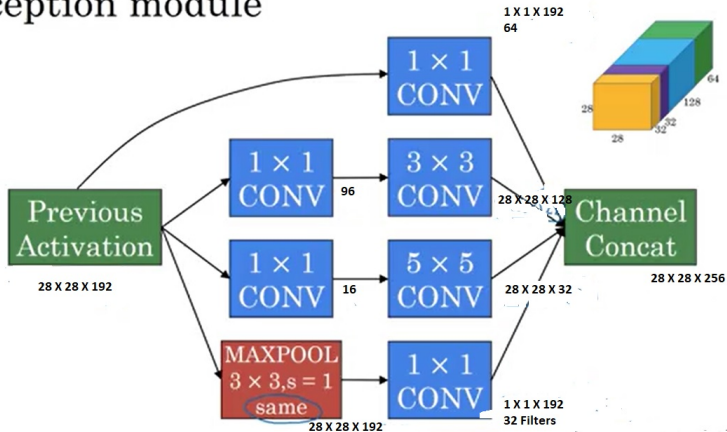 ception module
1 X 1 X 192
64
1 × 1
CONV
64
128
32
32
28
28
1 × 1
CONV
96
3 × 3
CONV
28 X 28 X 128
Previous
Activation
28 X 28 X 192
Channel
Concat
28 X 28 X 256
1 × 1
CONV
16
5 × 5
CONV
28 X 28 X 32
MAXPOOL
3 × 3,s = 1
same
28 X 28 X 192
1 × 1
CONV
1 X 1 X 192
32 Filters